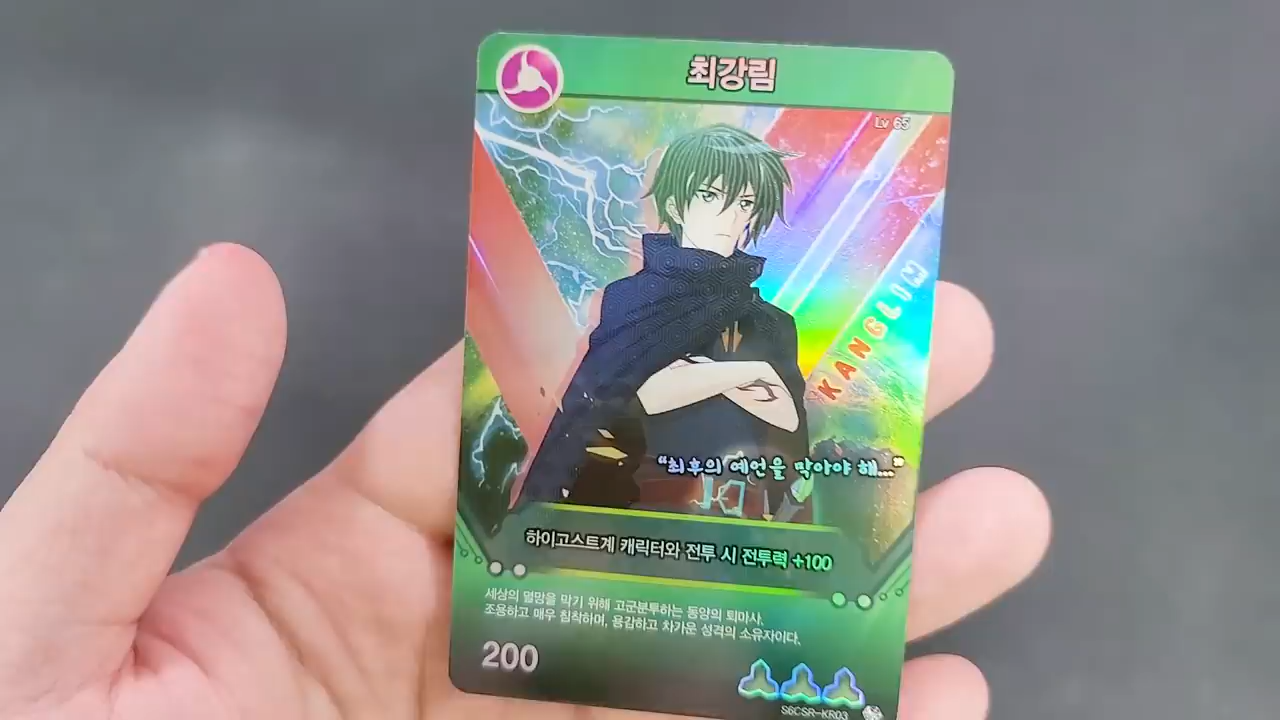 최강림
Lv 65
KANGLIM
“최후의 예언을 막아야 해...”
하이고스트계 캐릭터와 전투 시 전투력 +100
세상의 멸망을 막기 위해 고군분투하는 동양의 퇴마사.
조용하고 매우 침착하며, 용감하고 차가운 성격의 소유자이다.
200
S6CSR-KR03